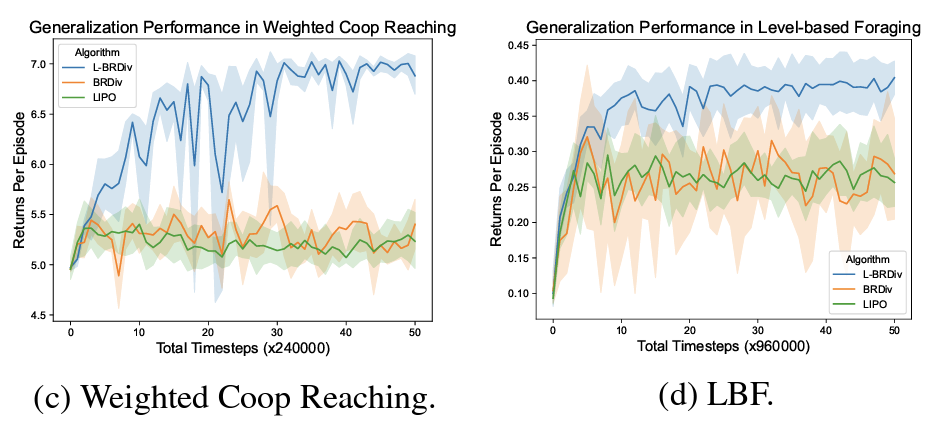 Generalization Performance in Weighted Coop Reaching
Returns Per Episode
7.0
6.5
6.0
5.5
5.0
4.5
Algorithm
L-BRDiv
BRDiv
LIPO
0 10 20 30 40 50
Total Timesteps (x240000)
(c) Weighted Coop Reaching.
Generalization Performance in Level-based Foraging
Returns Per Episode
0.45
0.40
0.35
0.30
0.25
0.20
0.15
0.10
Algorithm
L-BRDiv
BRDiv
LIPO
0 10 20 30 40 50
Total Timesteps (x960000)
(d) LBF.